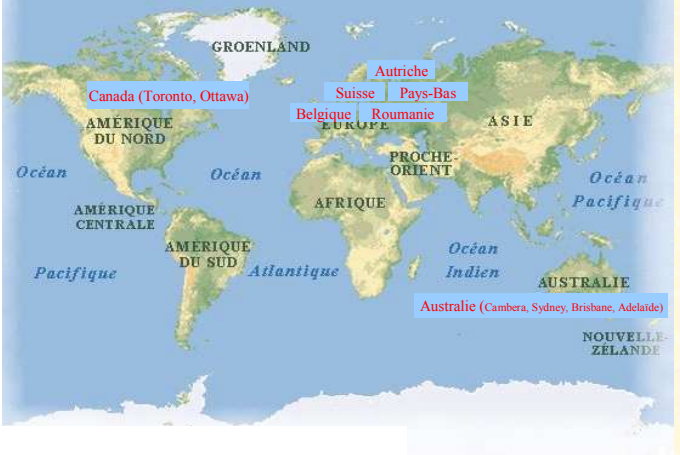 GROENLAND
Autriche
Canada (Toronto, Ottawa)
Suisse
Pays-Bas
Belgique
Roumanie
AMÉRIQUE
DU NORD
EUROPE
ASIE
PROCHE-
ORIENT
Océan
Océan
Océan
Pacifique
AFRIQUE
AMÉRIQUE
CENTRALE
AMÉRIQUE
DU SUD
Océan
Indien
Pacifique
Atlantique
AUSTRALIE
Australie (Cambera, Sydney, Brisbane, Adelaïde)
NOUVELLE-
ZÉLANDE